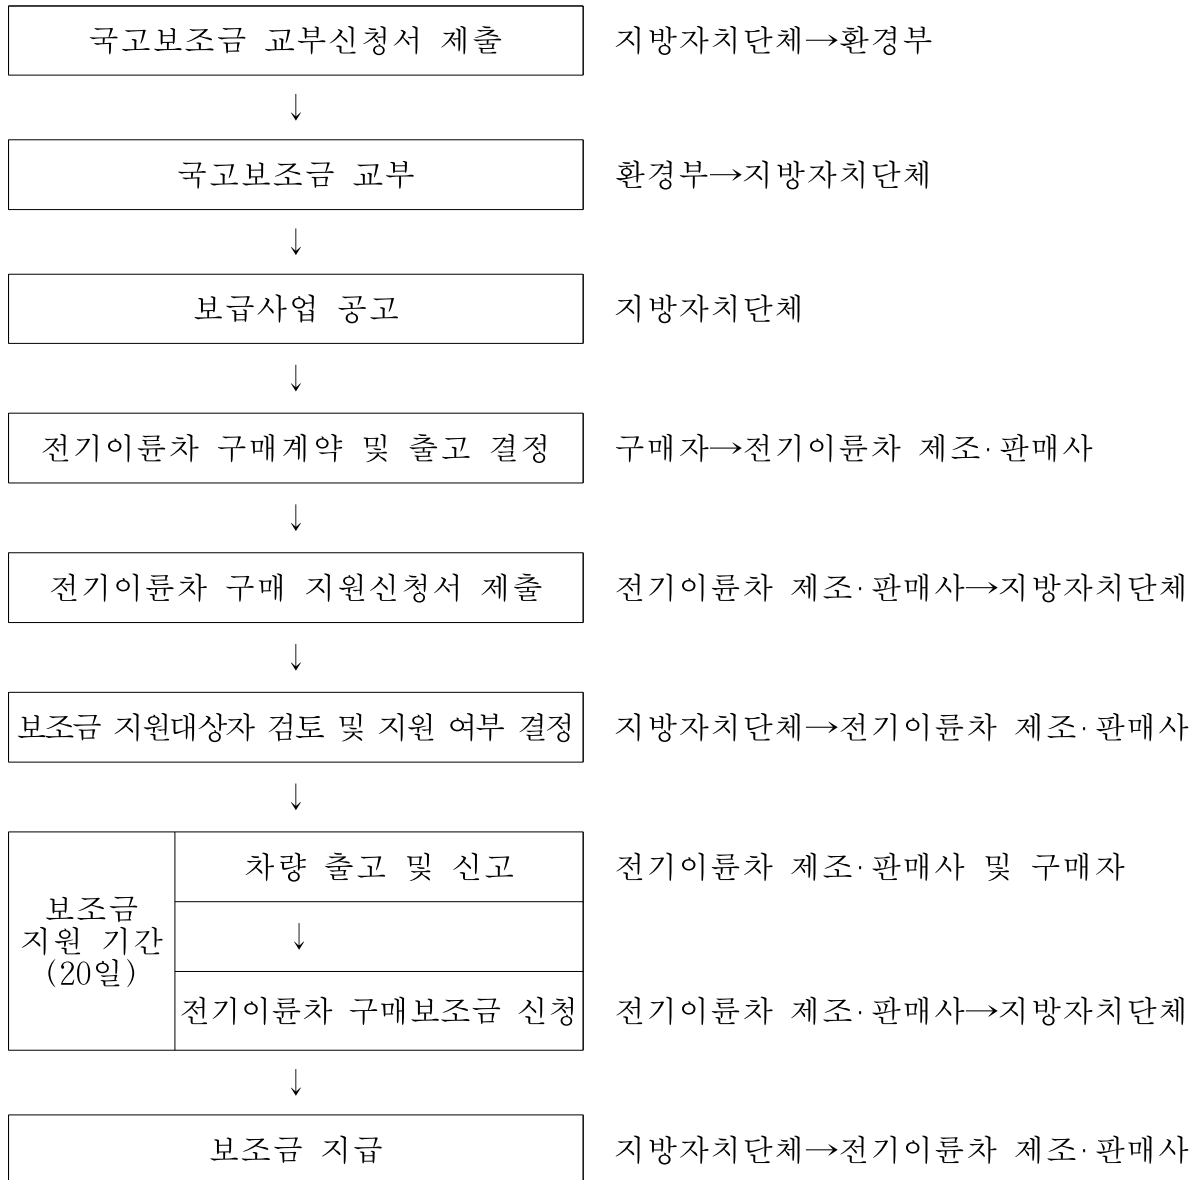 국고보조금 교부신청서 제출 지방자치단체→환경부
↓
국고보조금 교부 환경부→지방자치단체
↓
보급사업 공고 지방자치단체
↓
전기이륜차 구매계약 및 출고 결정 구매자→전기이륜차 제조·판매사
↓
전기이륜차 구매 지원신청서 제출 전기이륜차 제조·판매사→지방자치단체
↓
보조금 지원대상자 검토 및 지원 여부 결정 지방자치단체→전기이륜차 제조·판매사
↓
보조금
지원 기간
(20일)
차량 출고 및 신고 전기이륜차 제조·판매사 및 구매자
↓
전기이륜차 구매보조금 신청 전기이륜차 제조·판매사→지방자치단체
↓
보조금 지급 지방자치단체→전기이륜차 제조·판매사